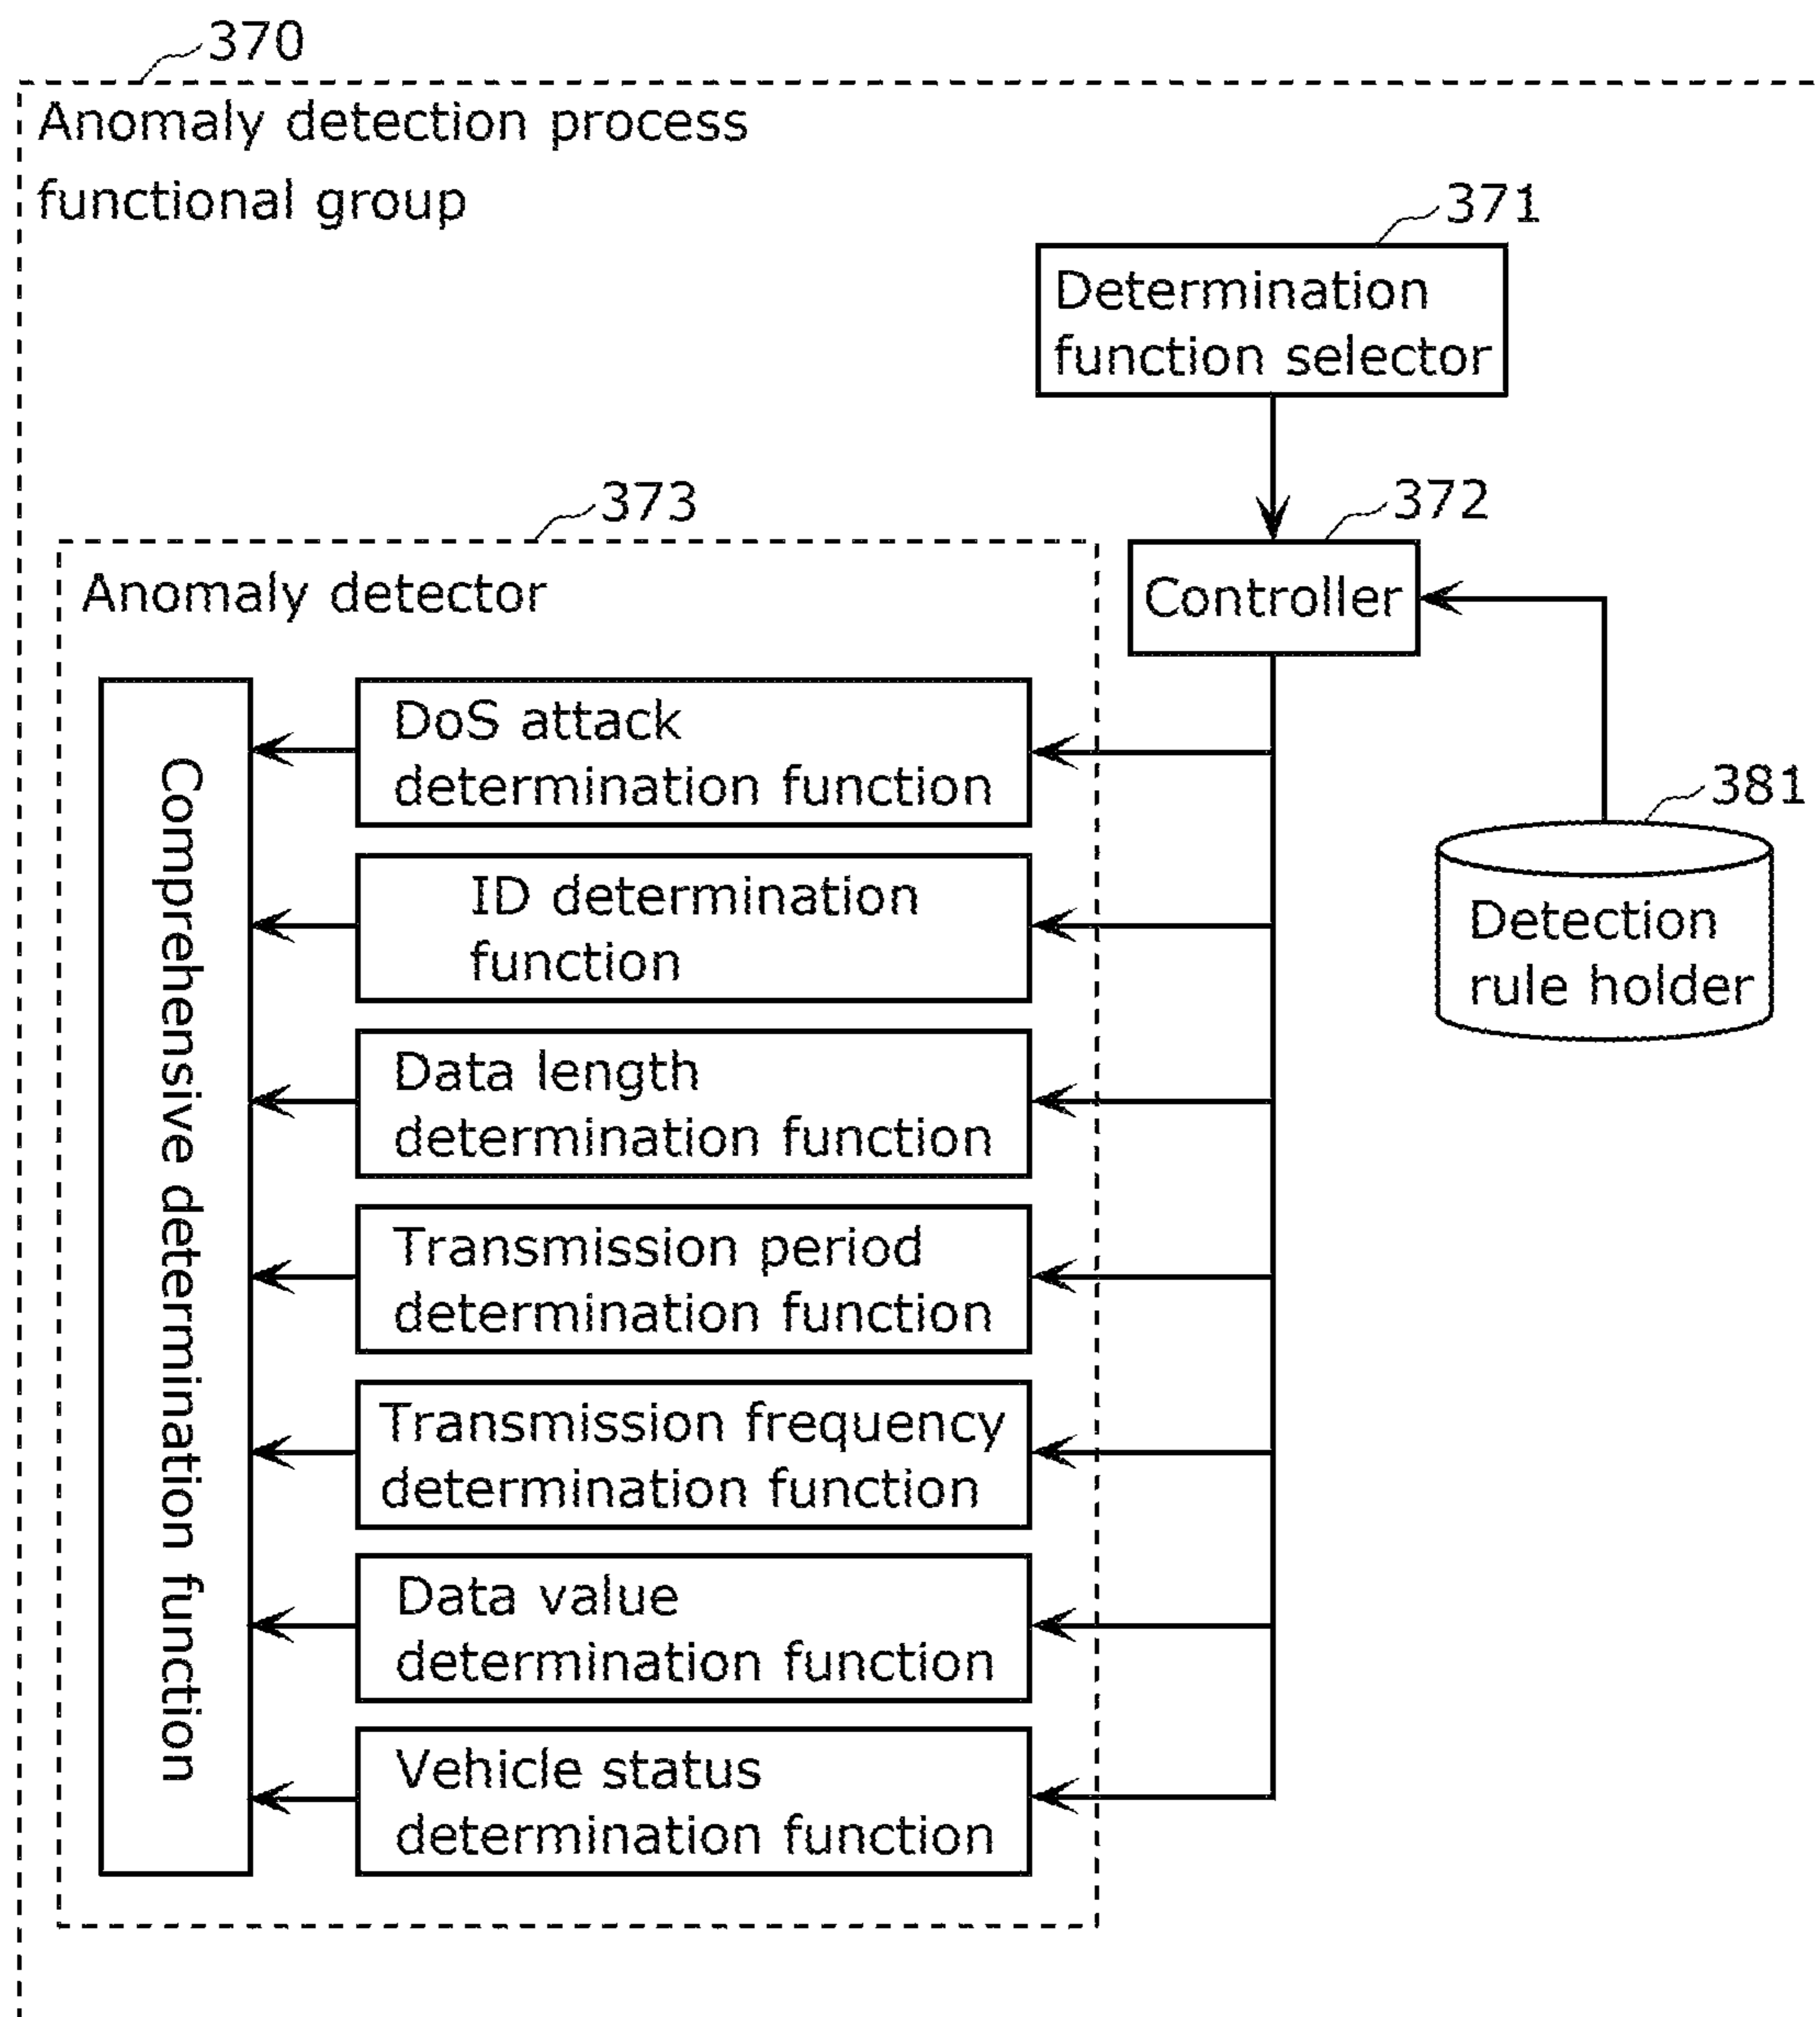 370
Anomaly detection process
functional group
371
Determination
function selector
373
372
Anomaly detector
Controller
Comprehensive determination function
DoS attack
determination function
381
ID determination
function
Detection
rule holder
Data length
determination function
Transmission period
determination function
Transmission frequency
determination function
Data value
determination function
Vehicle status
determination function